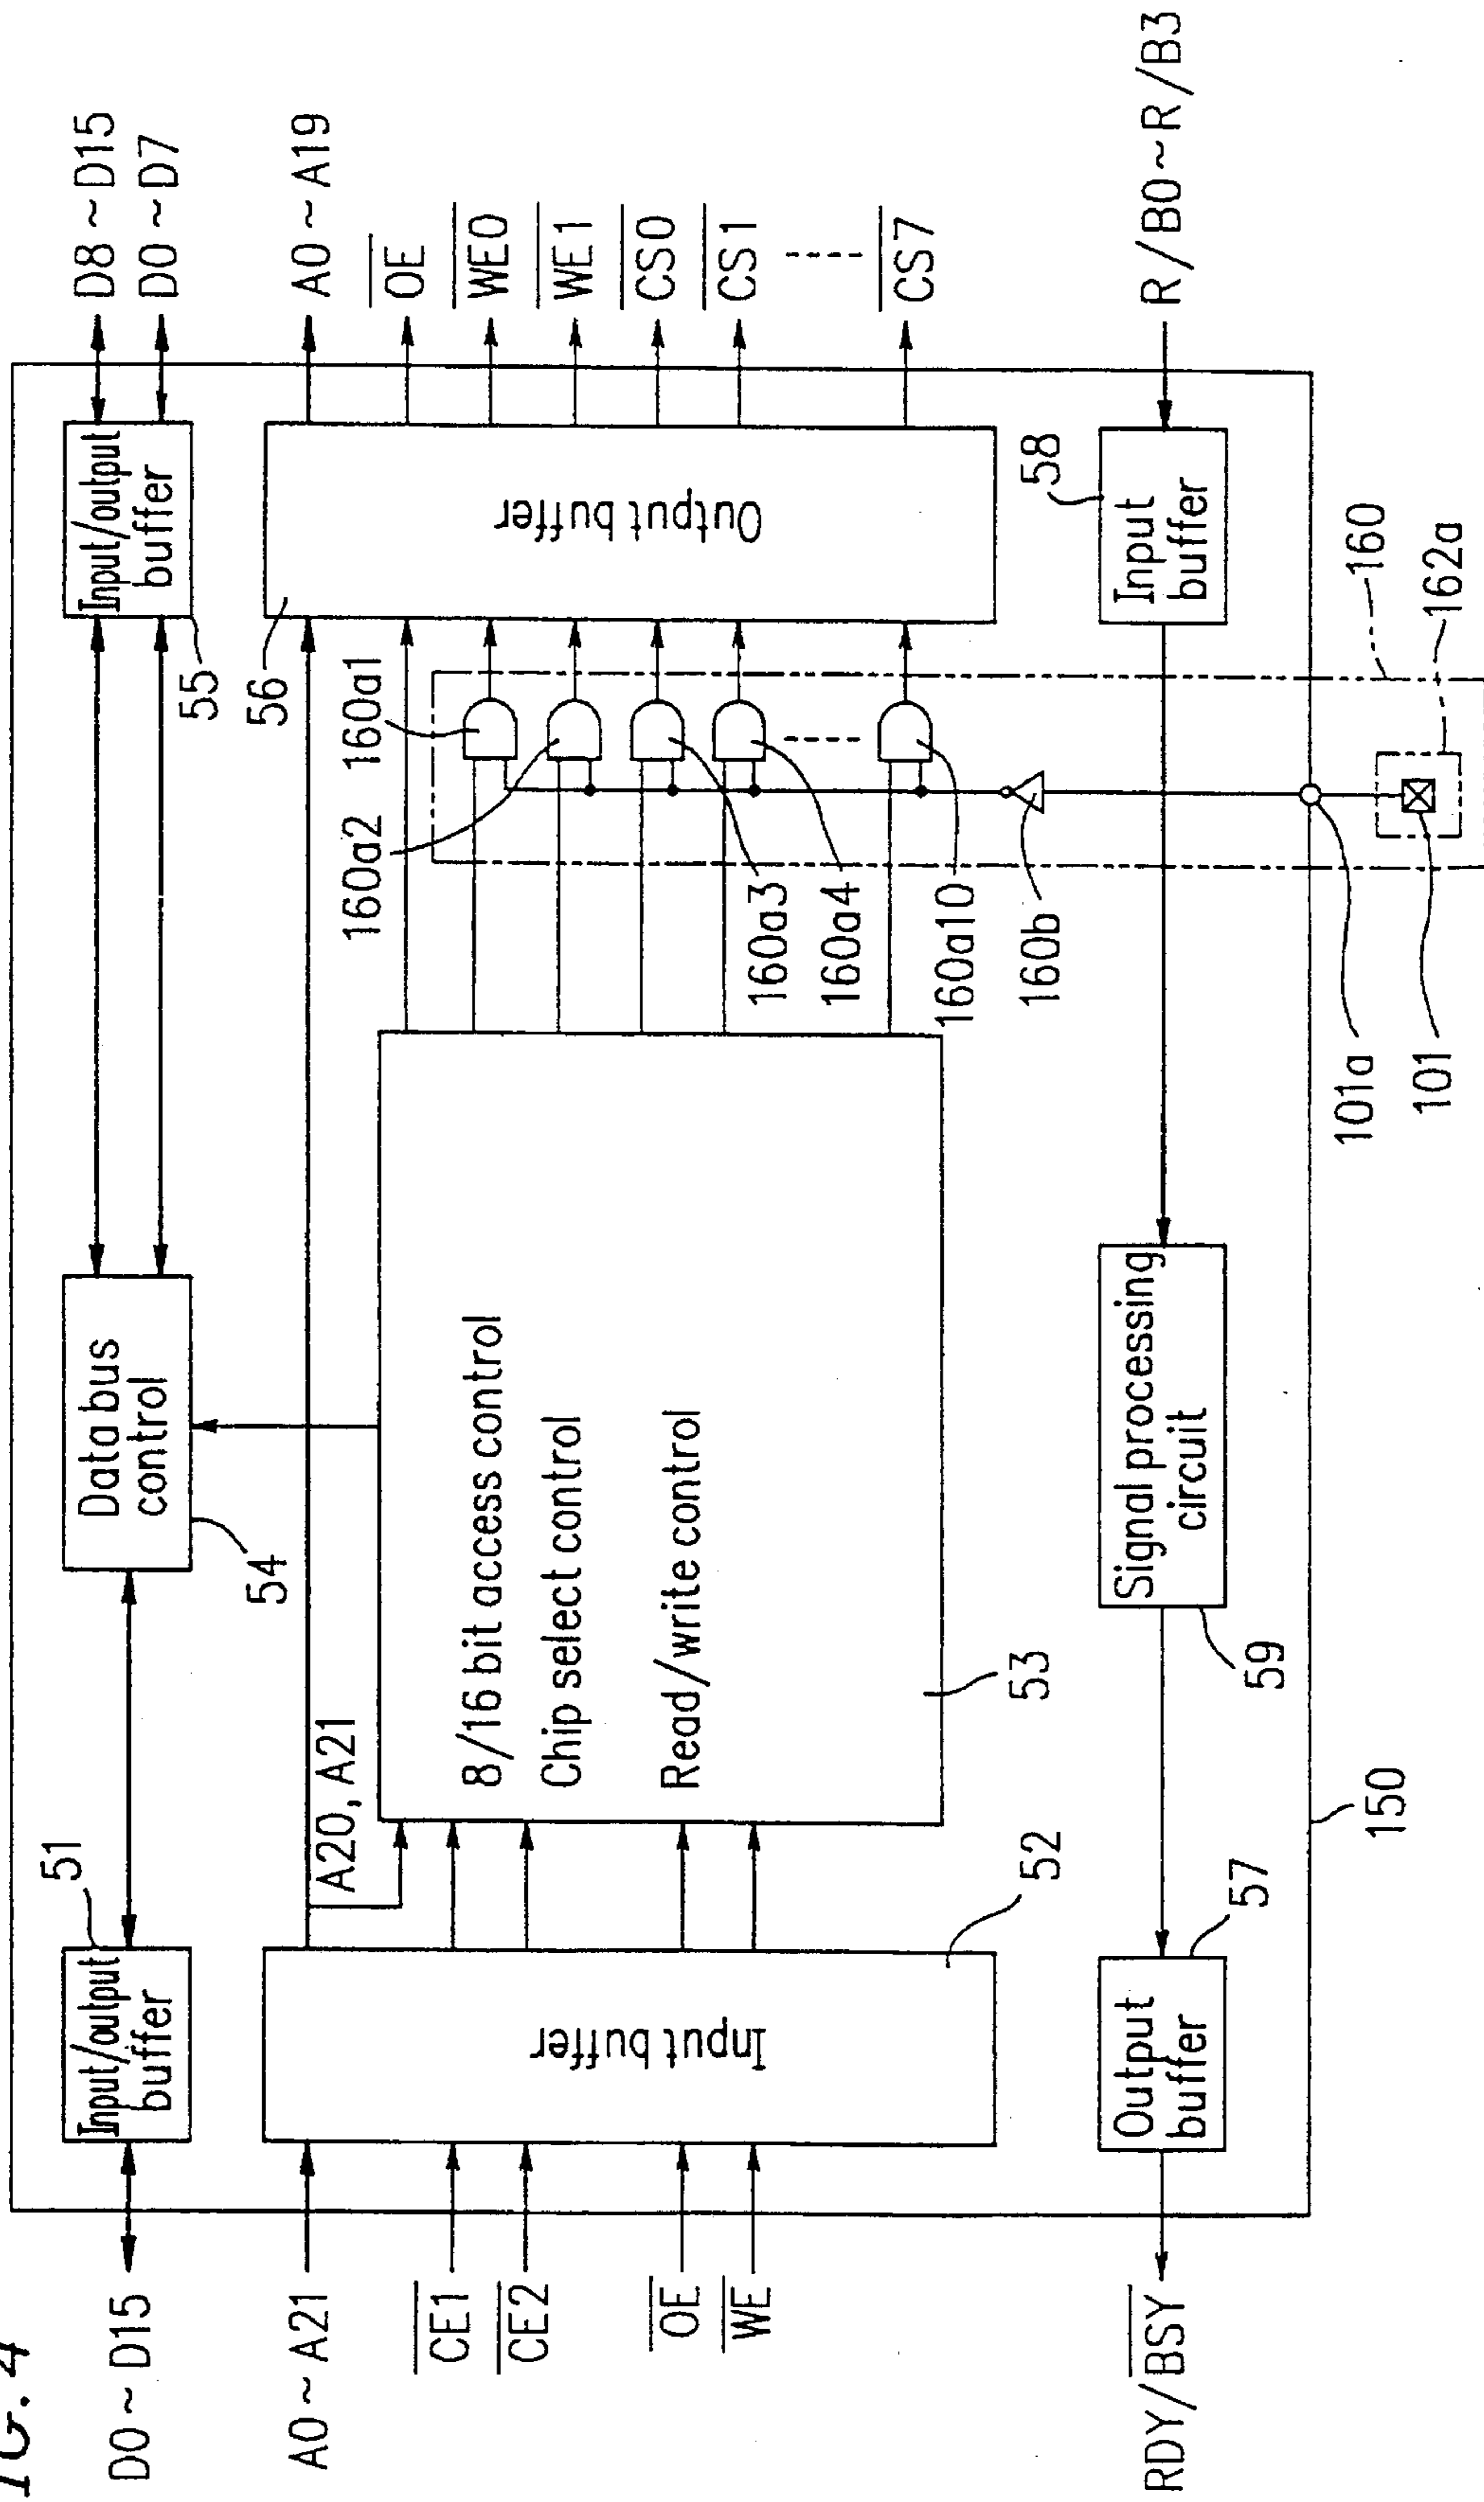 IG. 4
D0~D15
A0~A21
CE1
CE2
OE
WE
RDY/BSY
51
Input/output
buffer
Input buffer
52
Output
buffer
57
150
A20, A21
54
Data bus
control
8/16 bit access control
Chip select control
Read/write control
53
Signal processing
circuit
59
160a1
160a2
160a3
160a4
160a10
160b
101a
101
55
Input/output
buffer
56
Output buffer
58
Input
buffer
160
162a
D8~D15
D0~D7
A0~A19
OE
WE0
WE1
CS0
CS1
CS7
R/B0~R/B3